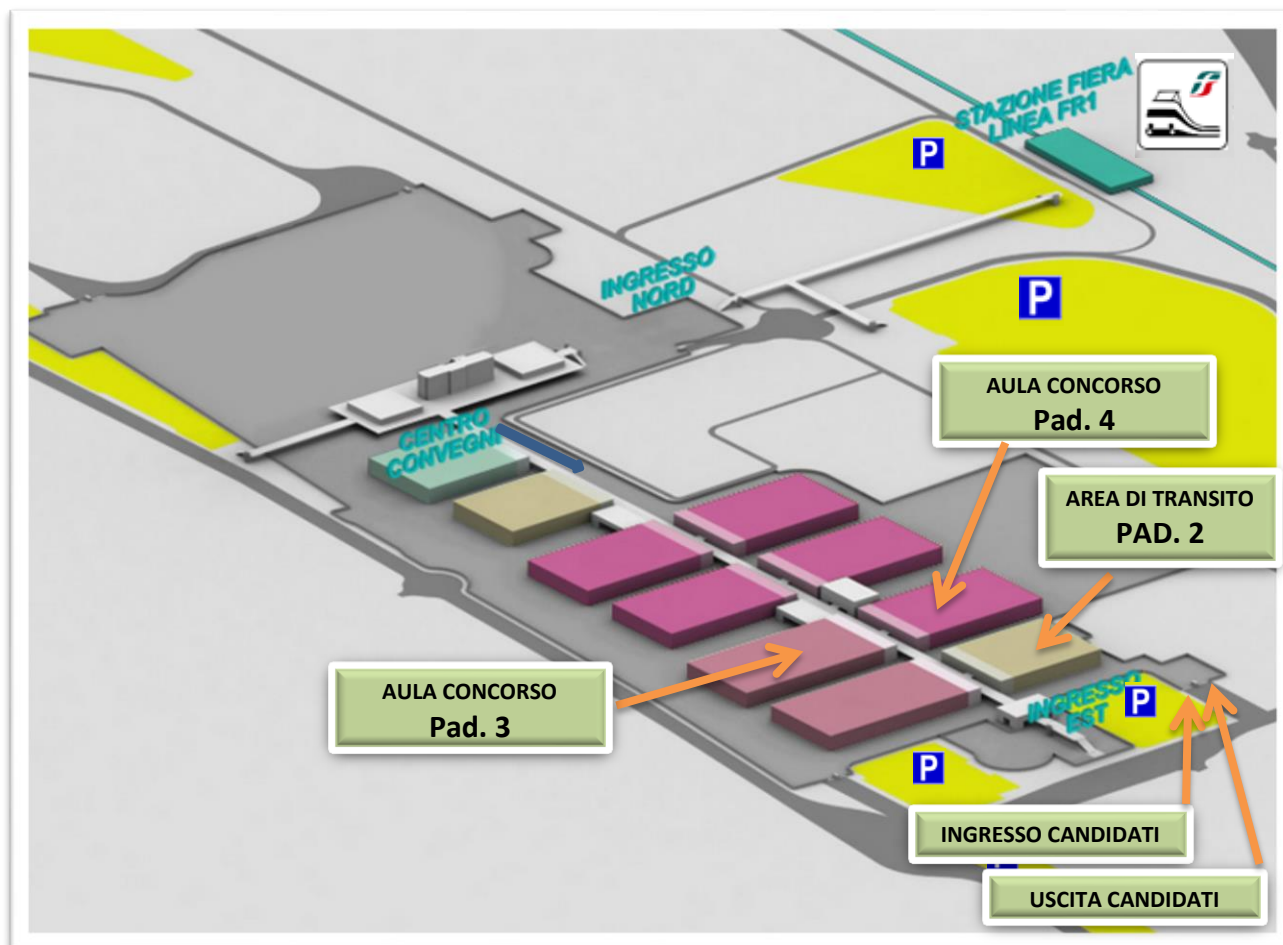 STAZIONE FIERA
LINEA FR1
P
INGRESSO
NORD
P
AULA CONCORSO
Pad. 4
CENTRO
CONVEGNI
AREA DI TRANSITO
PAD. 2
AULA CONCORSO
Pad. 3
INGRESSO
EST
P
P
INGRESSO CANDIDATI
USCITA CANDIDATI